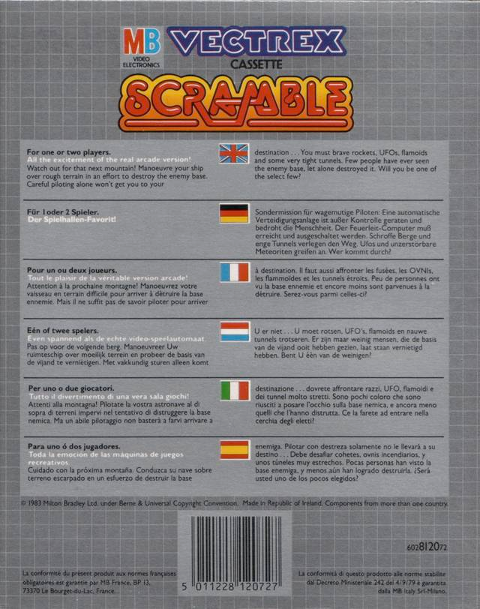 MB
VIDEO
ELECTRONICS
VECTREX
CASSETTE
SCRAMBLE
For one or two players.
All the excitement of the real arcade version!
Watch out for that next mountain! Manoeuvre your ship
over rough terrain in an effort to destroy the enemy base.
Careful piloting alone won't get you to your
destination... You must brave rockets, UFOs, flamoids
and some very tight tunnels. Few people have ever seen
the enemy base, let alone destroyed it. Will you be one of
the select few?
Für 1 oder 2 Spieler.
Der Spielhallen-Favorit!
Sondermission für wagemutige Piloten: Eine automatische
Verteidigungsanlage ist außer Kontrolle geraten und
bedroht die Menschheit. Der Feuerleit-Computer muß
erreicht und ausgeschaltet werden. Schroffe Berge und
enge Tunnels verlegen den Weg. Ufos und unzerstorbare
Meteoriten greifen an. Wer kommt durch?
Pour un ou deux joueurs.
Tout le plaisir de la véritable version arcade!
Attention à la prochaine montagne! Manoeuvrez votre
vaisseau en terrain difficile pour arriver à détruire la base
ennemie. Mais il ne suffit pas de savoir piloter pour arriver
à destination. Il faut aussi affronter les fusées, les OVNIs,
les flammoïdes et les tunnels étroits. Peu de personnes ont
vu la base ennemie et encore moins sont parvenues à la
détruire. Serez-vous parmi celles-ci?
Eén of twee spelers.
Even spannend als de echte video-speelautomaat.
Pas op voor de volgende berg. Manoeuvreer Uw
ruimteschip over moeilijk terrein en probeer de basis van
de vijand te vernietigen. Met vakkundig sturen alleen komt
U er niet... U moet rotsen, UFO's, flamoids en nauwe
tunnels trotseren. Er zijn maar weinig mensen, die de basis
van de vijand ooit hebben gezien, laat staan vernietigd
hebben. Bent U één van de weinigen?
Per uno o due giocatori.
Tutto il divertimento di una vera sala giochi!
Attenti alla montagna! Pilotate la vostra astronave al di
sopra di terreni impervi nel tentativo di distruggere la base
nemica. Ma un abile pilotaggio non basterà a farvi arrivare a
destinazione... dovrete affrontare razzi, UFO, flamoidi e
dei tunnel molto stretti. Sono pochi coloro che sono
riusciti a posare l'occhio sulla base nemica, e ancora meno
quelli che l'hanno distrutta. Ce la farete ad entrare nella
cerchia degli eletti?
Para uno ó dos jugadores.
Toda la emoción de las máquinas de juegos
recreativos.
Cuidado con la próxima montaña. Conduzca su nave sobre
terreno escarpado en un esfuerzo de destruir la base
enemiga. Pilotar con destreza solamente no le llevará a su
destino... Debe desafiar cohetes, ovnis incendiarios, y
unos túneles muy estrechos. Pocas personas han visto la
base enemiga, y menos aún han logrado destruirla. ¿Será
usted uno de los pocos elegidos?
© 1983 Milton Bradley Ltd. under Berne & Universal Copyright Convention. Made in Republic of Ireland. Components from more than one country.
602812072
5 011228 120727
La conformité du présent produit aux normes françaises
obligatoires est garantie par MB France, BP 13,
73370 Le Bourget-du-Lac, France.
La conformità di questo prodotto alle norme stabilite
dal Decreto Ministeriale 242 del 4/9/79 è garantita
dalla MB Italy Srl-Milano.